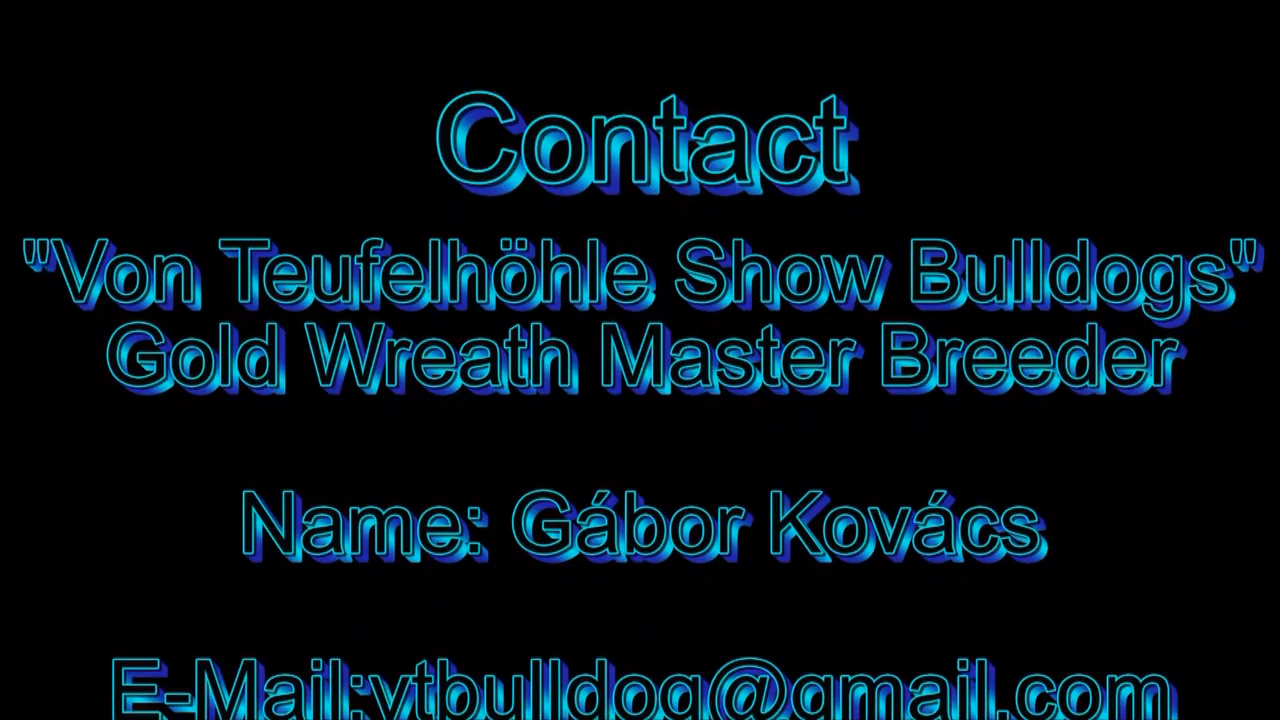 Contact
"Von Teufelhöhle Show Bulldogs"
Gold Wreath Master Breeder
Name: Gábor Kovács
E-Mail:vtbulldog@gmail.com